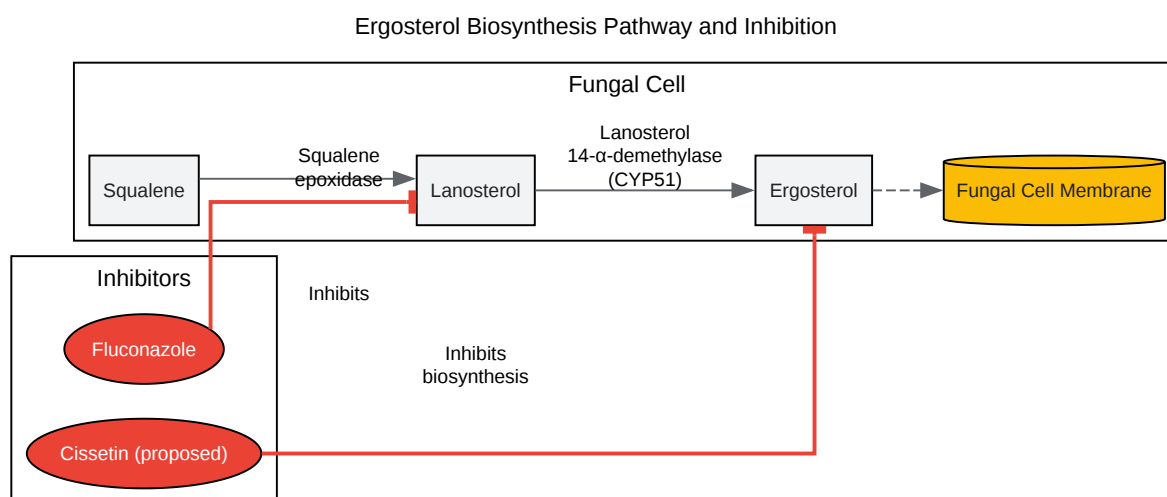 Ergosterol Biosynthesis Pathway and Inhibition
Fungal Cell
Squalene
Squalene
epoxidase
Lanosterol
Lanosterol
14-α-demethylase
(CYP51)
Ergosterol
Fungal Cell Membrane
Inhibitors
Fluconazole
Inhibits
Inhibits
biosynthesis
Cissetin (proposed)